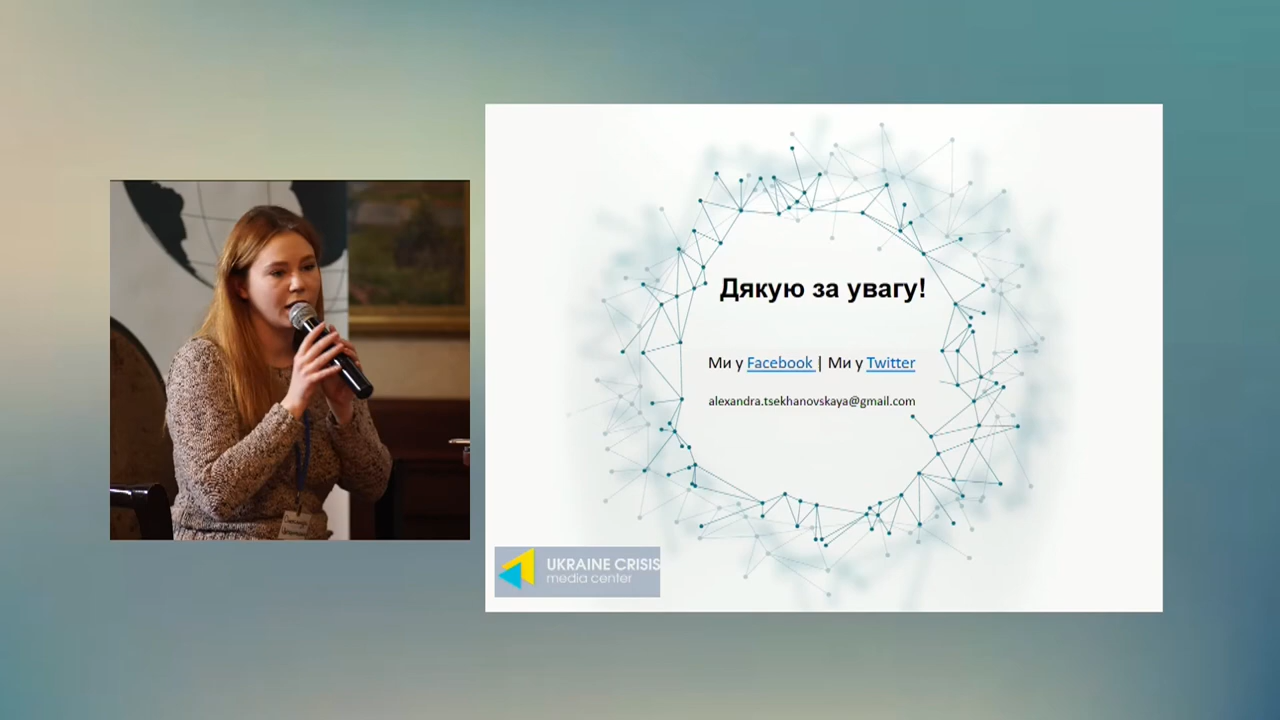 Дякую за увагу!
Ми у Facebook | Ми у Twitter
alexandra.tsekhanovskaya@gmail.com
UKRAINE CRISIS
media center